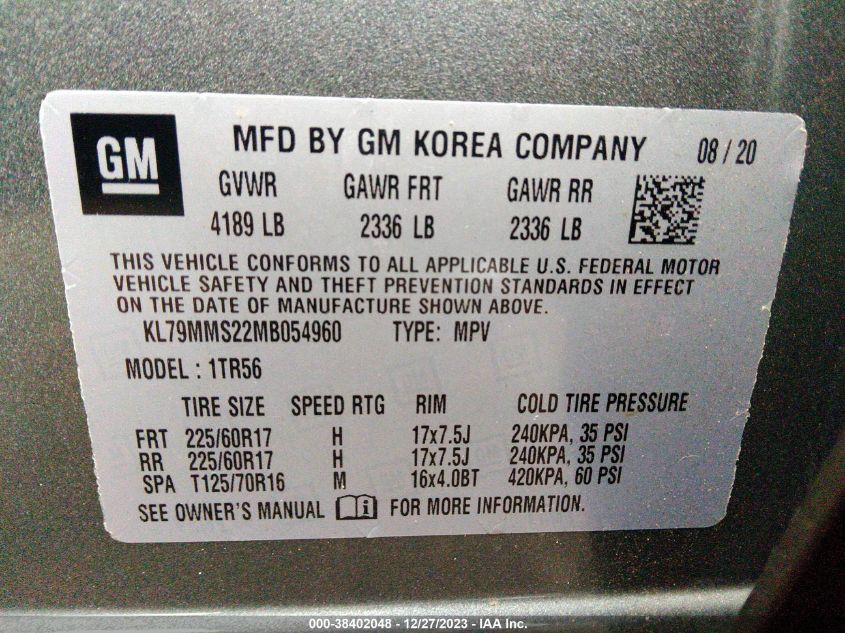 GM
MFD BY GM KOREA COMPANY 08/20
GVWR GAWR FRT GAWR RR
4189 LB 2336 LB 2336 LB
THIS VEHICLE CONFORMS TO ALL APPLICABLE U.S. FEDERAL MOTOR
VEHICLE SAFETY AND THEFT PREVENTION STANDARDS IN EFFECT
ON THE DATE OF MANUFACTURE SHOWN ABOVE.
KL79MMS22MB054960 TYPE: MPV
MODEL : 1TR56
TIRE SIZE SPEED RTG RIM COLD TIRE PRESSURE
FRT 225/60R17 H 17x7.5J 240KPA, 35 PSI
RR 225/60R17 H 17x7.5J 240KPA, 35 PSI
SPA T125/70R16 M 16x4.0BT 420KPA, 60 PSI
SEE OWNER'S MANUAL FOR MORE INFORMATION.
000-38402048 - 12/27/2023 - IAA Inc.